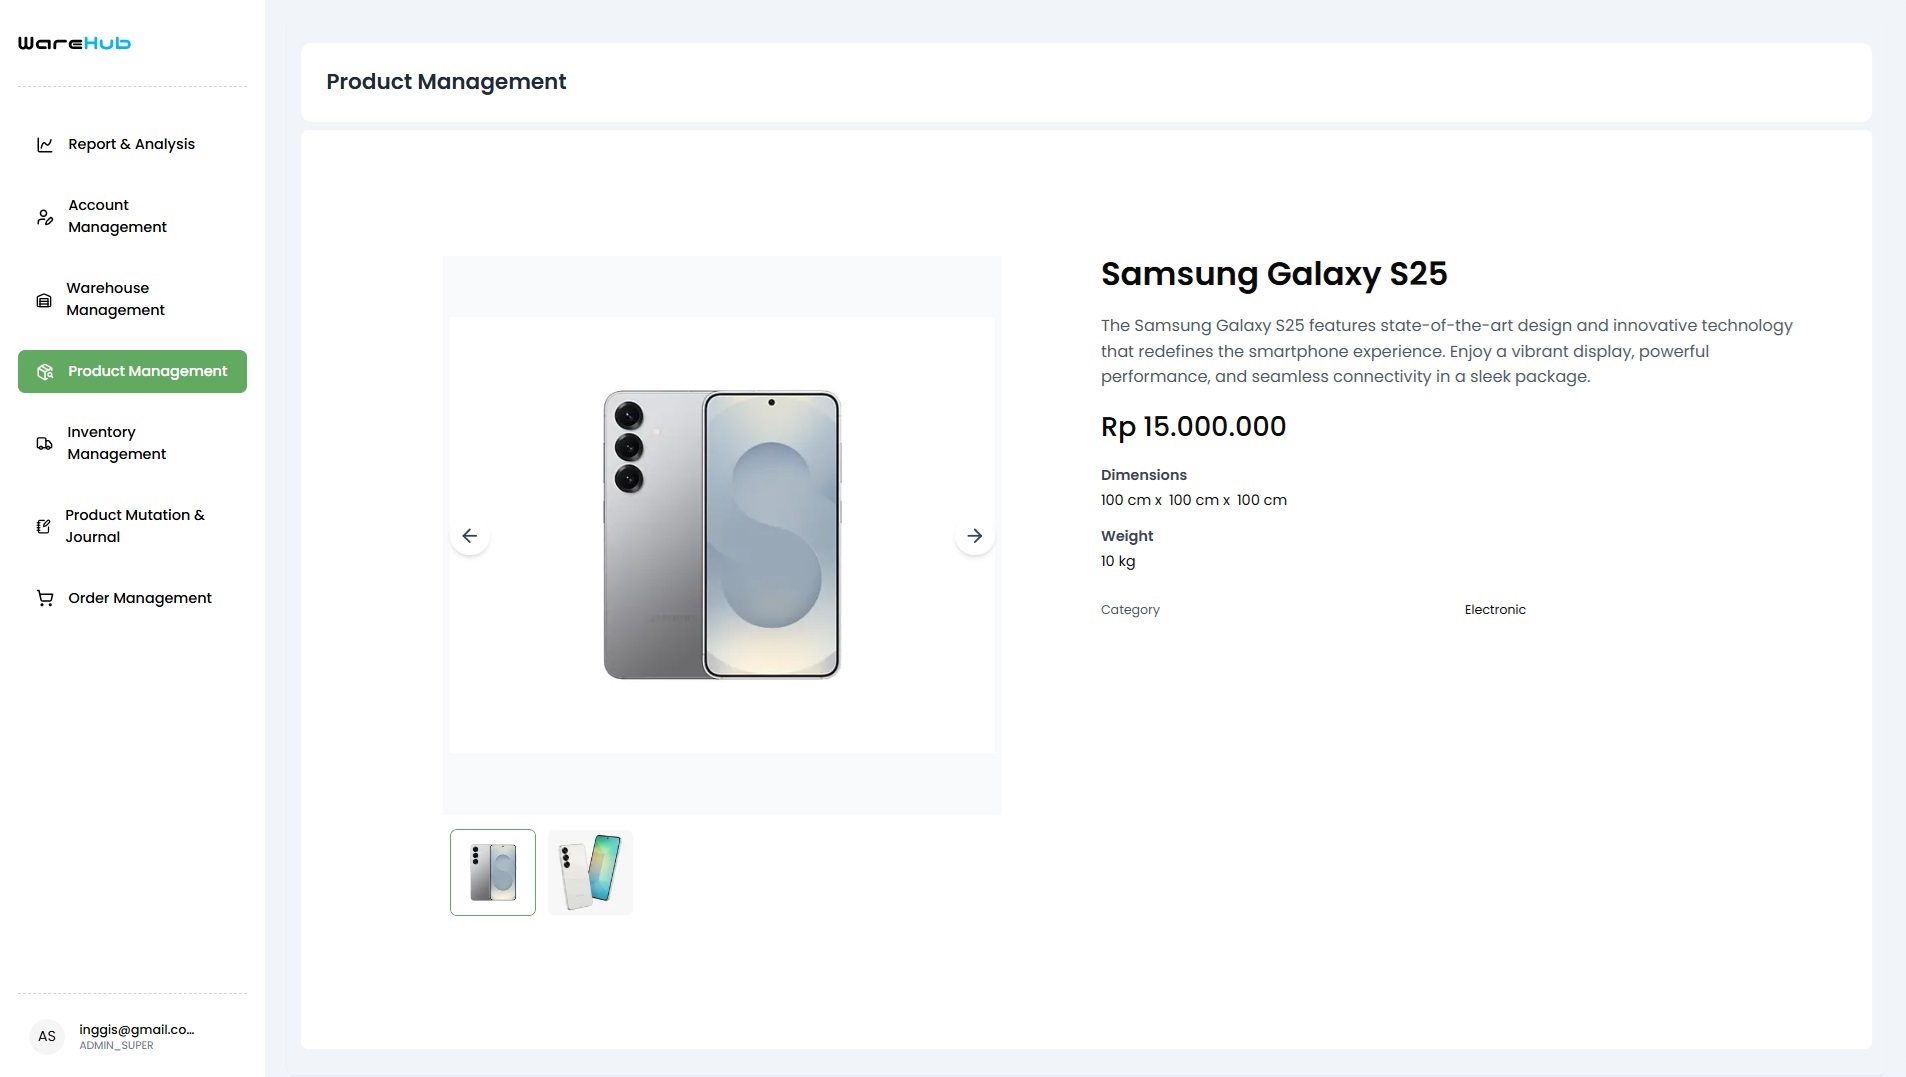 WareHub
Report & Analysis
Account
Management
Warehouse
Management
Product Management
Inventory
Management
Product Mutation &
Journal
Order Management
AS
inggis@gmail.co...
ADMIN_SUPER
Product Management
Samsung Galaxy S25
The Samsung Galaxy S25 features state-of-the-art design and innovative technology
that redefines the smartphone experience. Enjoy a vibrant display, powerful
performance, and seamless connectivity in a sleek package.
Rp 15.000.000
Dimensions
100 cm x 100 cm x 100 cm
Weight
10 kg
Category
Electronic